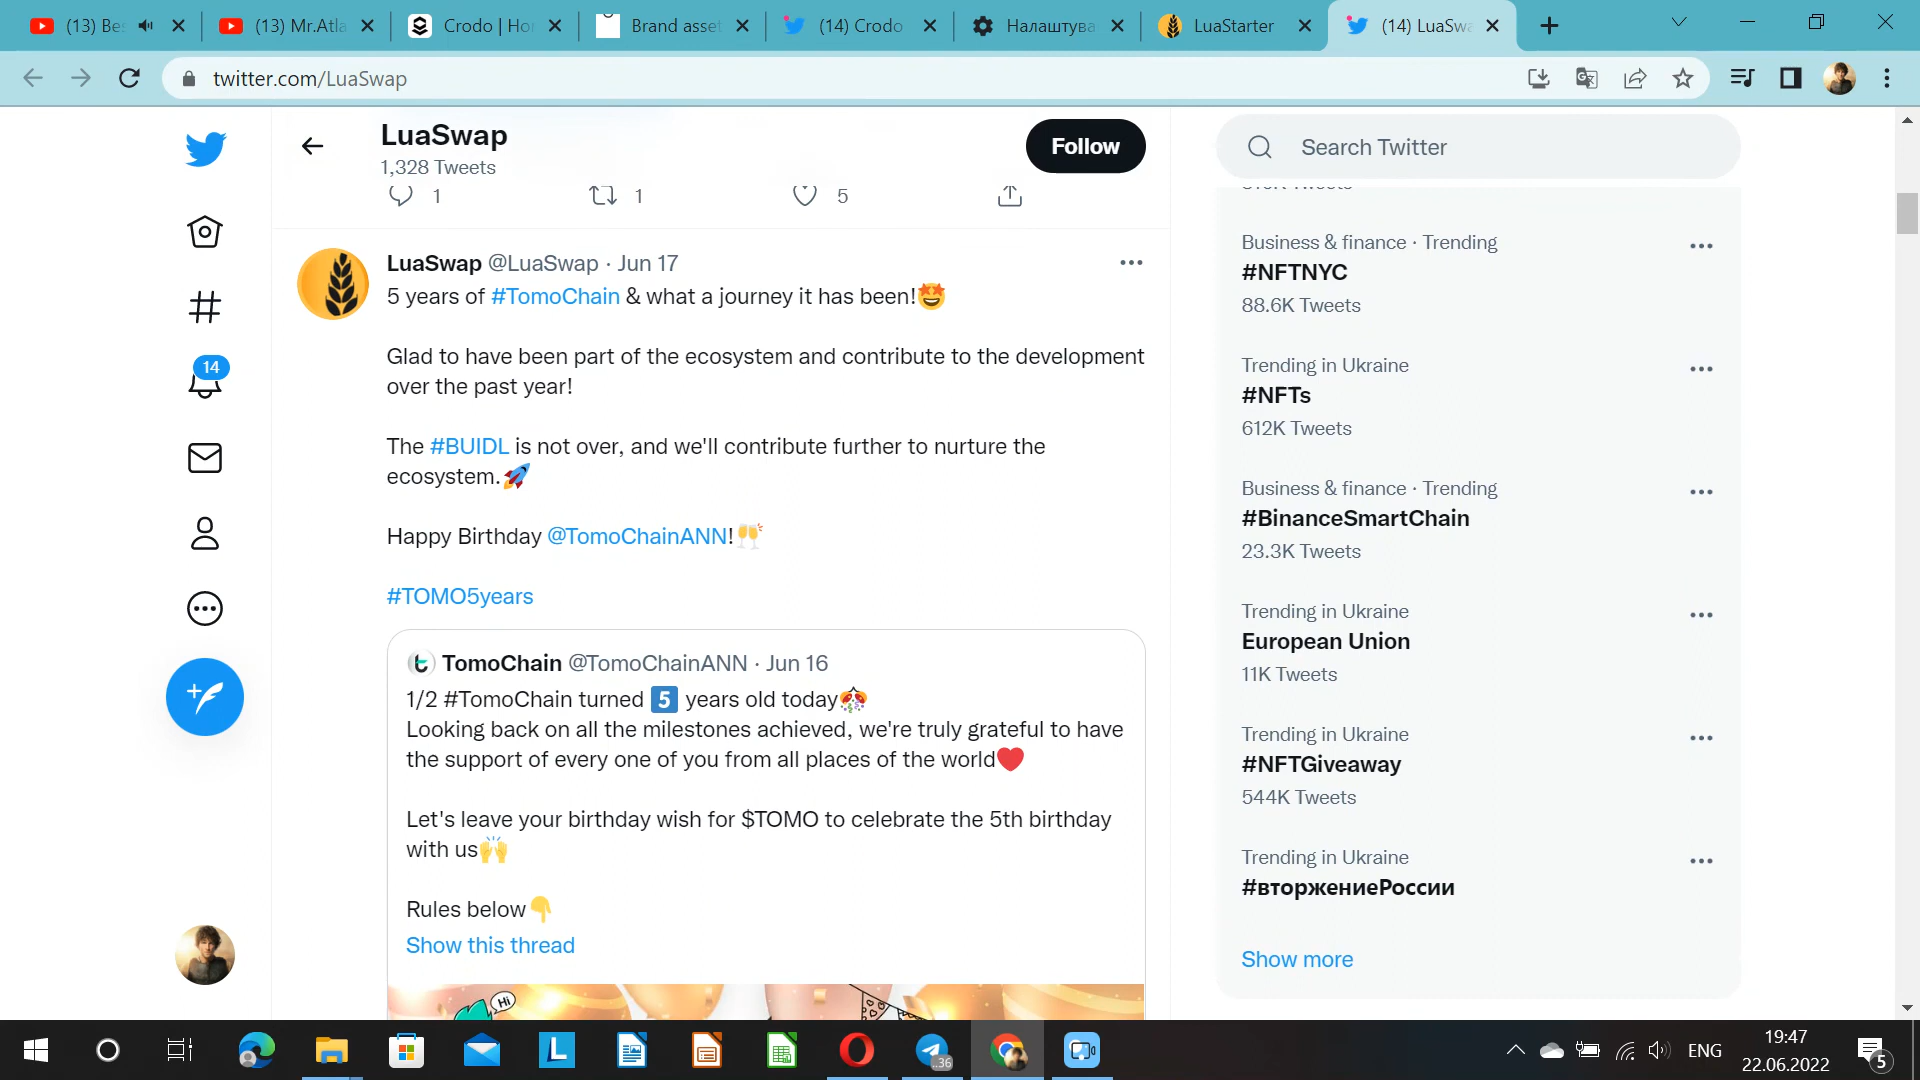 (13) Bes
(13) Mr.Atla
Crodo | Ho
Brand asset
(14) Crodo
Налаштува
LuaStarter
(14) LuaSwa
twitter.com/LuaSwap
LuaSwap
1,328 Tweets
Follow
Search Twitter
1
1
5
LuaSwap @LuaSwap · Jun 17
5 years of #TomoChain & what a journey it has been!🤩
Glad to have been part of the ecosystem and contribute to the development
over the past year!
The #BUIDL is not over, and we'll contribute further to nurture the
ecosystem.🚀
Happy Birthday @TomoChainANN!🥂
#TOMO5years
TomoChain @TomoChainANN · Jun 16
1/2 #TomoChain turned 5️⃣ years old today🎊
Looking back on all the milestones achieved, we're truly grateful to have
the support of every one of you from all places of the world❤️
Let's leave your birthday wish for $TOMO to celebrate the 5th birthday
with us🙌
Rules below👇
Show this thread
Hi
14
Business & finance · Trending
#NFTNYC
88.6K Tweets
Trending in Ukraine
#NFTs
612K Tweets
Business & finance · Trending
#BinanceSmartChain
23.3K Tweets
Trending in Ukraine
European Union
11K Tweets
Trending in Ukraine
#NFTGiveaway
544K Tweets
Trending in Ukraine
#вторжениеРоссии
Show more
L
..36
ENG
19:47
22.06.2022
5